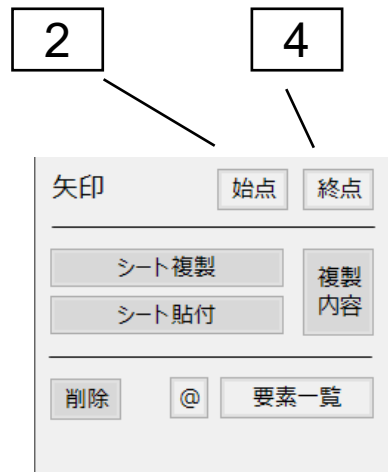 2 4
矢印 始点 終点
シート複製
シート貼付
複製
内容
削除 @ 要素一覧